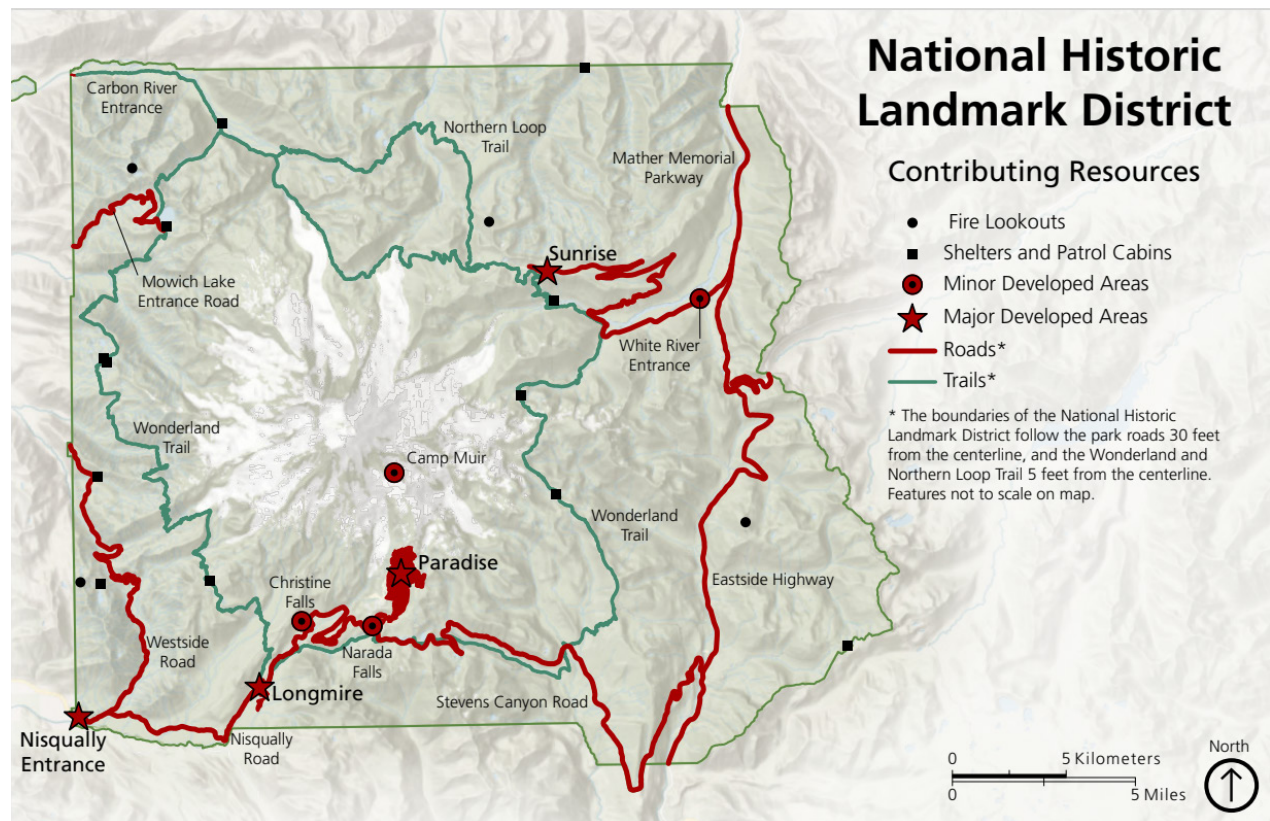 National Historic
Landmark District
Contributing Resources
Fire Lookouts
Shelters and Patrol Cabins
Minor Developed Areas
Major Developed Areas
Roads*
Trails*
* The boundaries of the National Historic
Landmark District follow the park roads 30 feet
from the centerline, and the Wonderland and
Northern Loop Trail 5 feet from the centerline.
Features not to scale on map.
Carbon River
Entrance
Northern Loop
Trail
Mather Memorial
Parkway
Sunrise
Mowich Lake
Entrance Road
White River
Entrance
Wonderland
Trail
Camp Muir
Wonderland
Trail
Paradise
Christine
Falls
Eastside Highway
Westside
Road
Narada
Falls
Longmire
Stevens Canyon Road
Nisqually
Entrance
Nisqually
Road
0 5 Kilometers
0 5 Miles
North